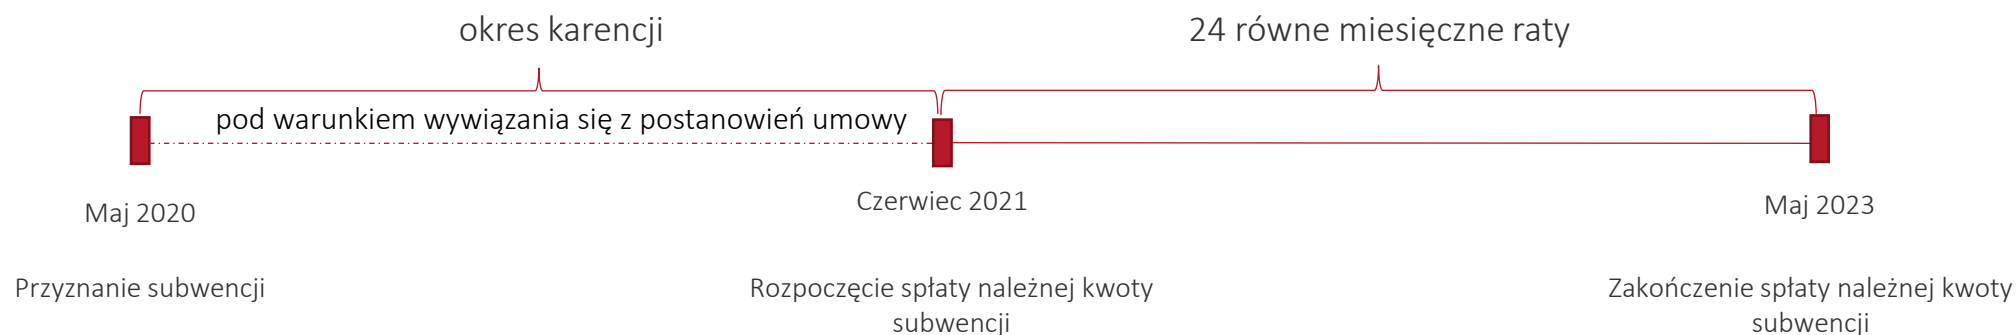 okres karencji
24 równe miesięczne raty
pod warunkiem wywiązania się z postanowień umowy
Maj 2020
Czerwiec 2021
Maj 2023
Przyznanie subwencji
Rozpoczęcie spłaty należnej kwoty
subwencji
Zakończenie spłaty należnej kwoty
subwencji